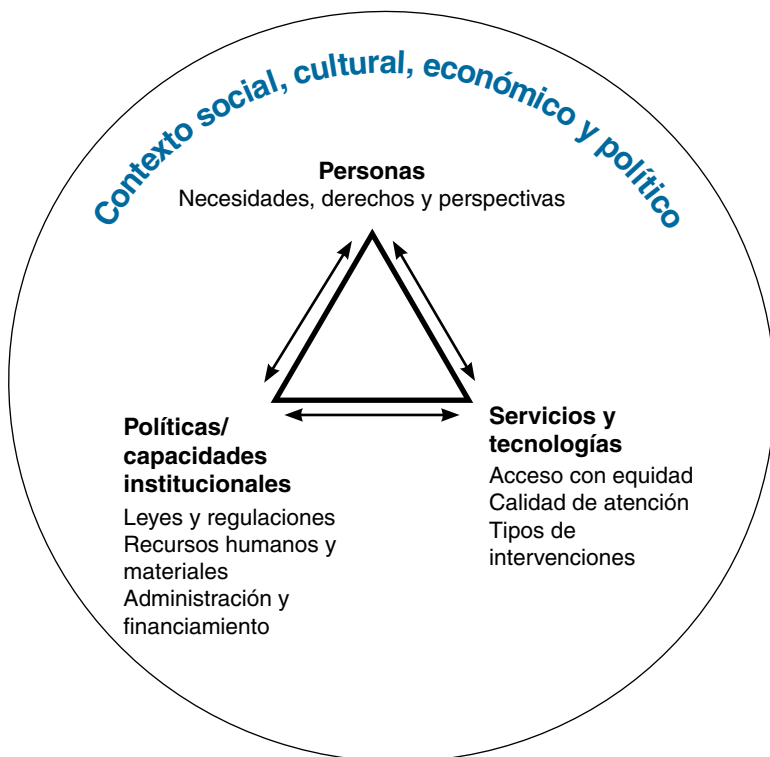 Contexto social, cultural, económico y político
Personas
Necesidades, derechos y perspectivas
Políticas/
capacidades
institucionales
Leyes y regulaciones
Recursos humanos y
materiales
Administración y
financiamiento
Servicios y
tecnologías
Acceso con equidad
Calidad de atención
Tipos de
intervenciones